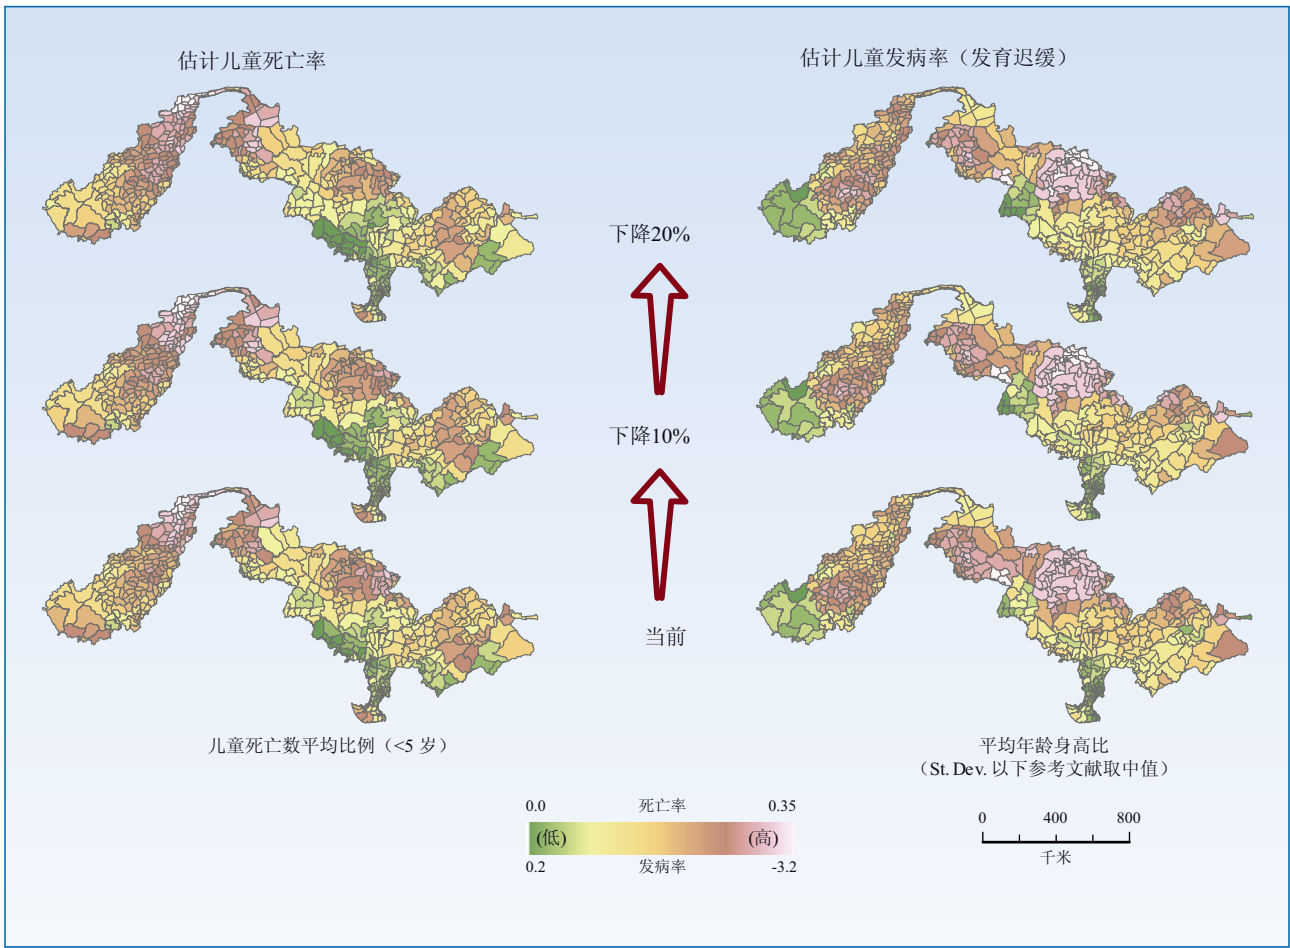 估计儿童死亡率
估计儿童发病率（发育迟缓）
下降20%
下降10%
当前
儿童死亡数平均比例（<5 岁）
平均年龄身高比
（St. Dev. 以下参考文献取中值）
0.0 死亡率 0.35
(低) (高)
0.2 发病率 -3.2
0 400 800
千米